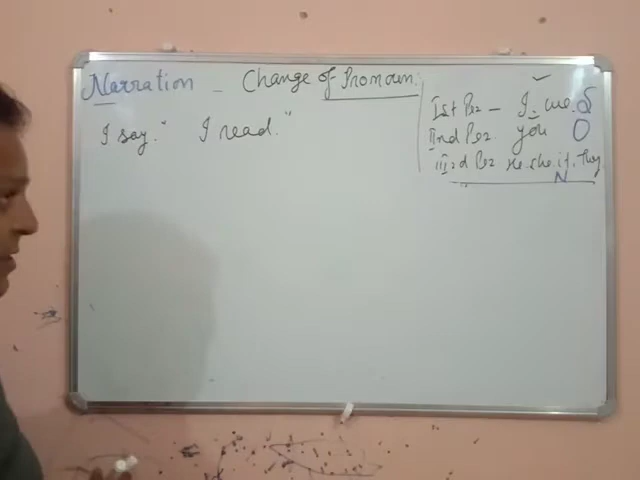 Narration - Change of Pronoun:
I say." I read."
Ist Per - I we S
IInd Per. you O
IIIrd Per He. she. it. They
N